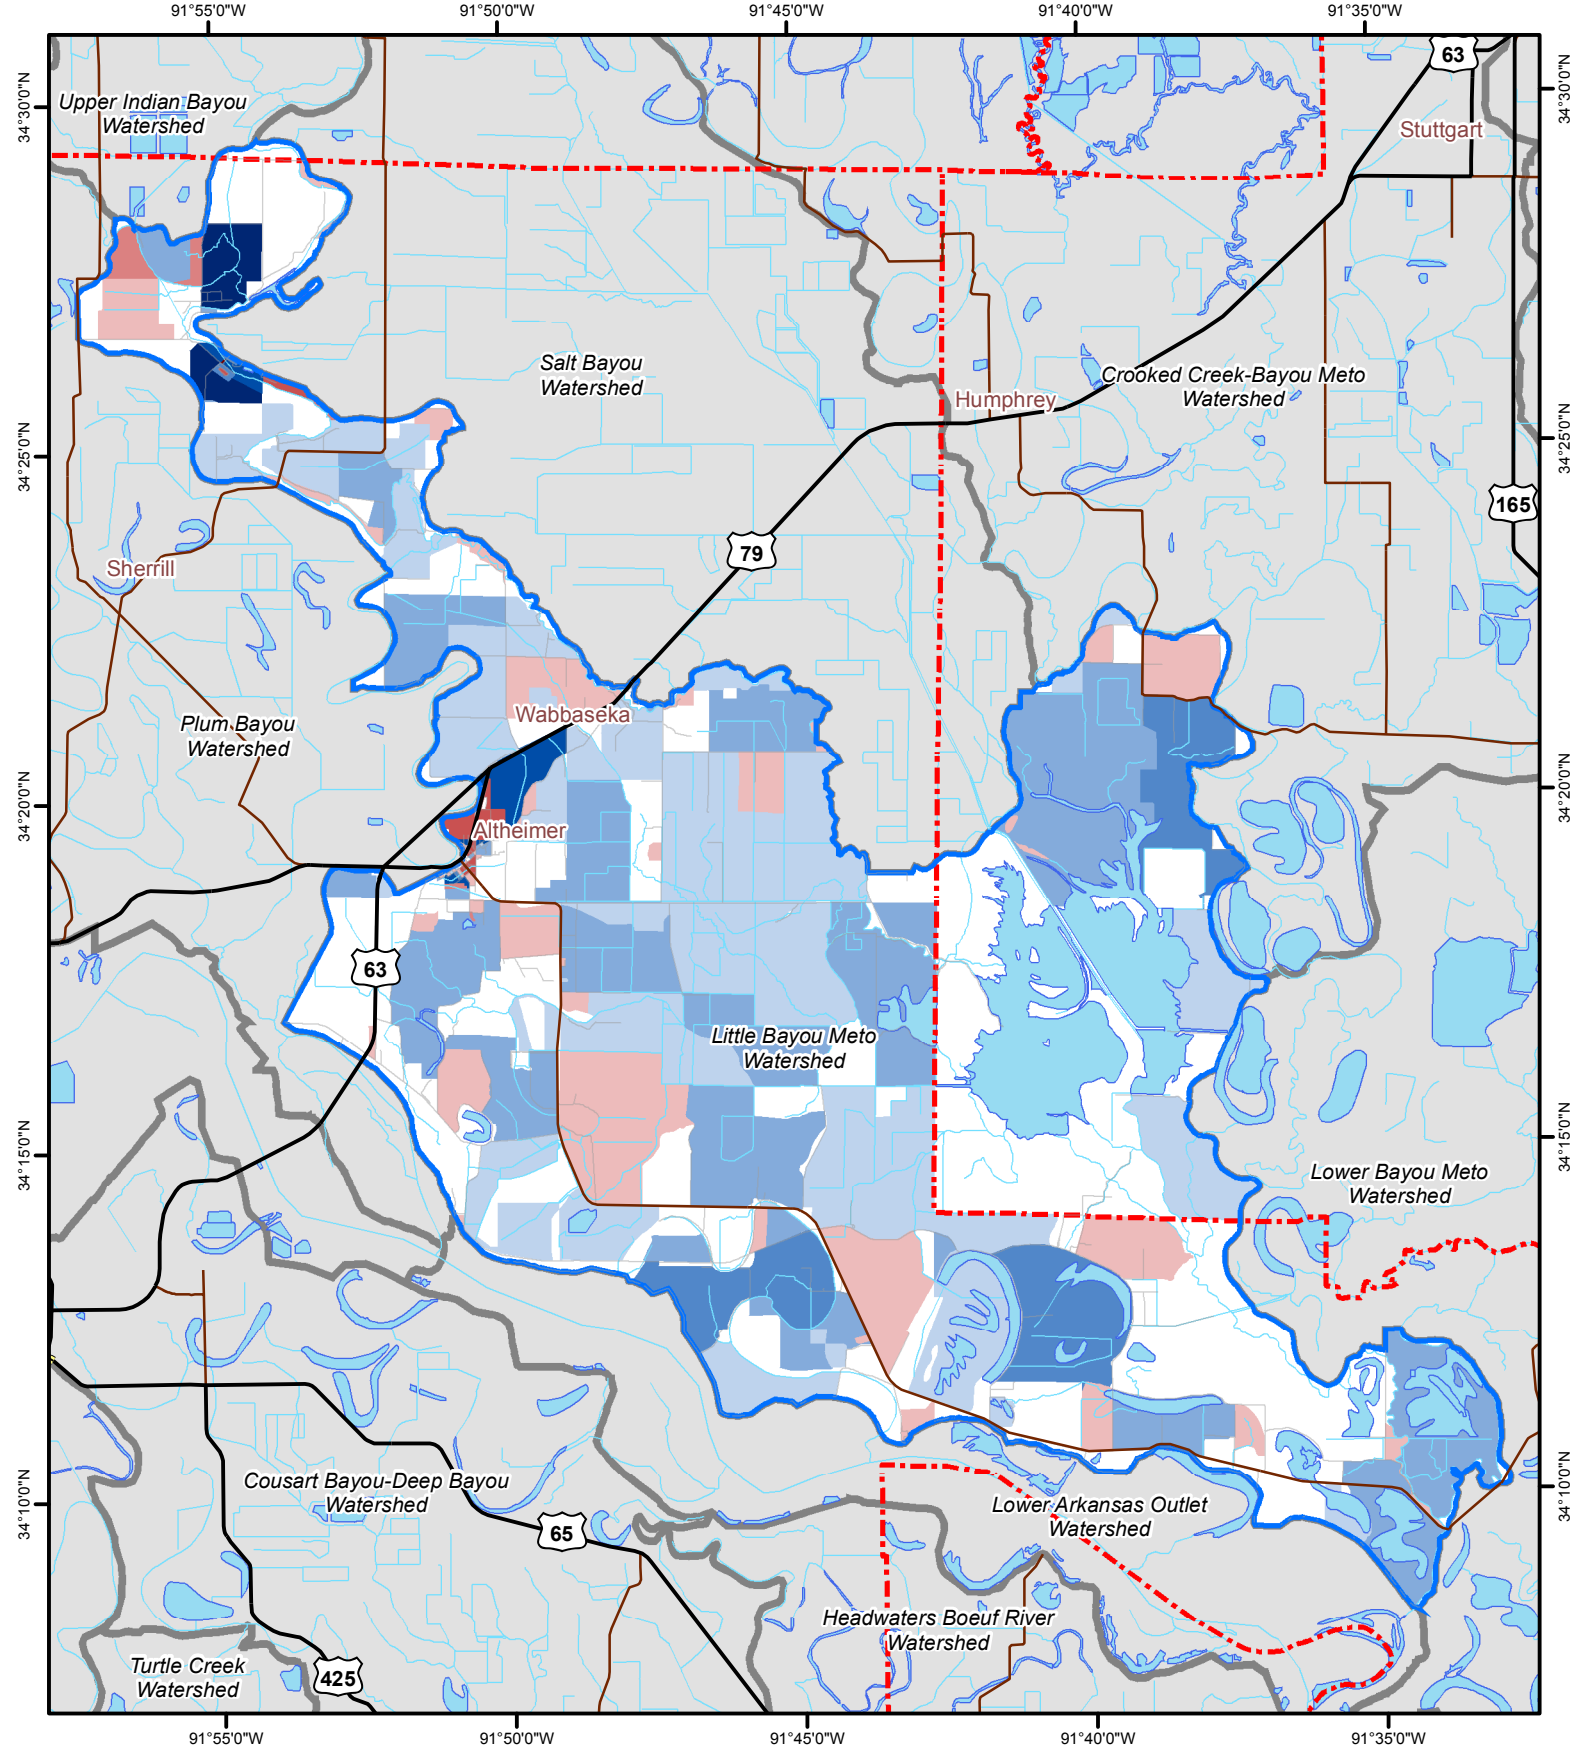 91°55'0"W
91°50'0"W
91°45'0"W
91°40'0"W
91°35'0"W
63
34°30'0"N
34°30'0"N
Upper Indian Bayou
Watershed
Stuttgart
Salt Bayou
Watershed
Crooked Creek-Bayou Meto
Watershed
Humphrey
34°25'0"N
34°25'0"N
165
79
Sherrill
Wabbaseka
Plum Bayou
Watershed
34°20'0"N
34°20'0"N
Altheimer
63
Little Bayou Meto
Watershed
34°15'0"N
34°15'0"N
Lower Bayou Meto
Watershed
34°10'0"N
34°10'0"N
Cousart Bayou-Deep Bayou
Watershed
Lower Arkansas Outlet
Watershed
65
Headwaters Boeuf River
Watershed
Turtle Creek
Watershed
425
91°55'0"W
91°50'0"W
91°45'0"W
91°40'0"W
91°35'0"W